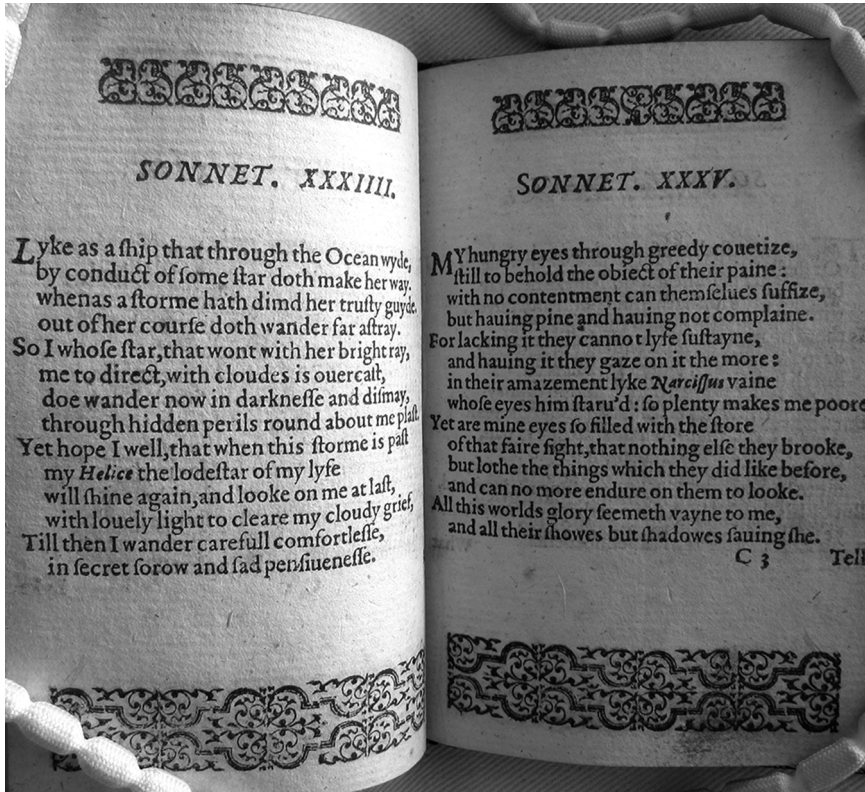 SONNET. XXXIIII.
Lyke as a ſhip that through the Ocean wyde,
by conduct of ſome ſtar doth make her way.
whenas a ſtorme hath dimd her truſty guyde.
out of her courſe doth wander far aſtray.
So I whoſe ſtar,that wont with her bright ray,
me to direct,with cloudes is ouercaſt,
doe wander now in darkneſſe and diſmay,
through hidden perils round about me plaſt.
Yet hope I well,that when this ſtorme is paſt
my Helice the lodeſtar of my lyfe
will ſhine again,and looke on me at laſt,
with louely light to cleare my cloudy grief,
Till then I wander carefull comfortleſſe,
in ſecret ſorow and ſad penſiueneſſe.
SONNET. XXXV.
MY hungry eyes through greedy couetize,
ſtill to behold the obiect of their paine :
with no contentment can themſelues ſuffize,
but hauing pine and hauing not complaine.
For lacking it they cannot lyfe ſuſtayne,
and hauing it they gaze on it the more :
in their amazement lyke Narciſſus vaine
whoſe eyes him ſtaru'd : ſo plenty makes me poore
Yet are mine eyes ſo filled with the ſtore
of that faire ſight,that nothing elſe they brooke,
but lothe the things which they did like before,
and can no more endure on them to looke.
All this worlds glory ſeemeth vayne to me,
and all their ſhowes but ſhadowes ſauing ſhe.
C 3 Tell